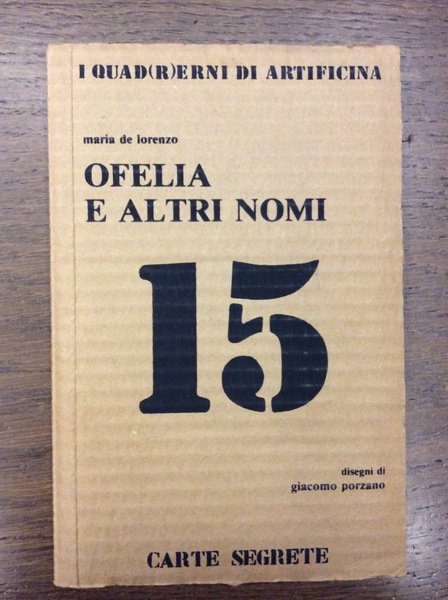 I QUAD(R)ERNI DI ARTIFICINA
maria de lorenzo
OFELIA
E ALTRI NOMI
15
disegni di
giacomo porzano
CARTE SEGRETE